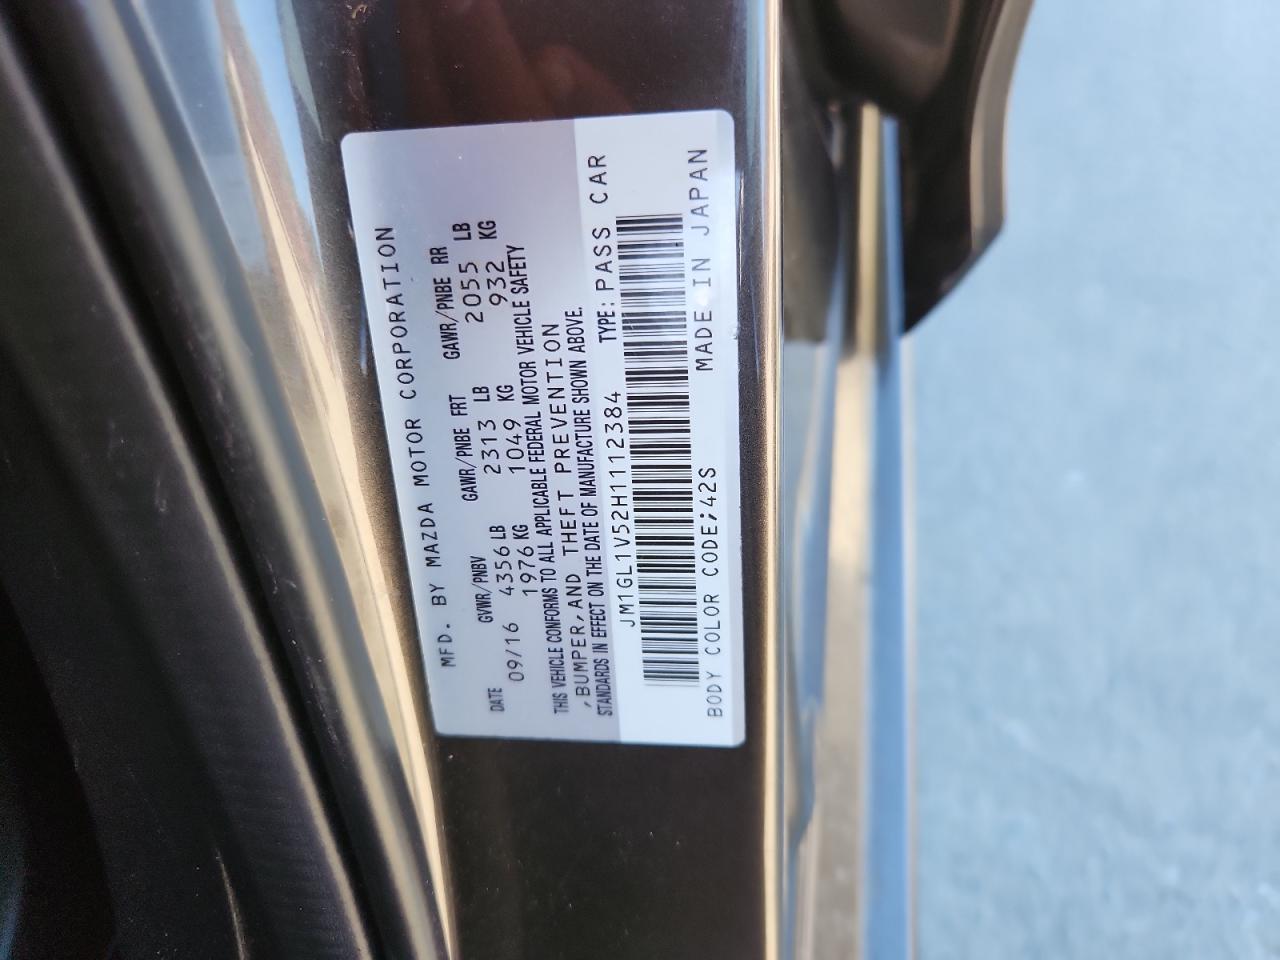 MFD. BY MAZDA MOTOR CORPORATION
DATE GVWR/PNBV GAWR/PNBE FRT GAWR/PNBE RR
09/16 4356 LB 2313 LB 2055 LB
1976 KG 1049 KG 932 KG
THIS VEHICLE CONFORMS TO ALL APPLICABLE FEDERAL MOTOR VEHICLE SAFETY
,BUMPER,AND THEFT PREVENTION
STANDARDS IN EFFECT ON THE DATE OF MANUFACTURE SHOWN ABOVE.
JM1GL1V52H1112384 TYPE: PASS CAR
BODY COLOR CODE;42S MADE IN JAPAN